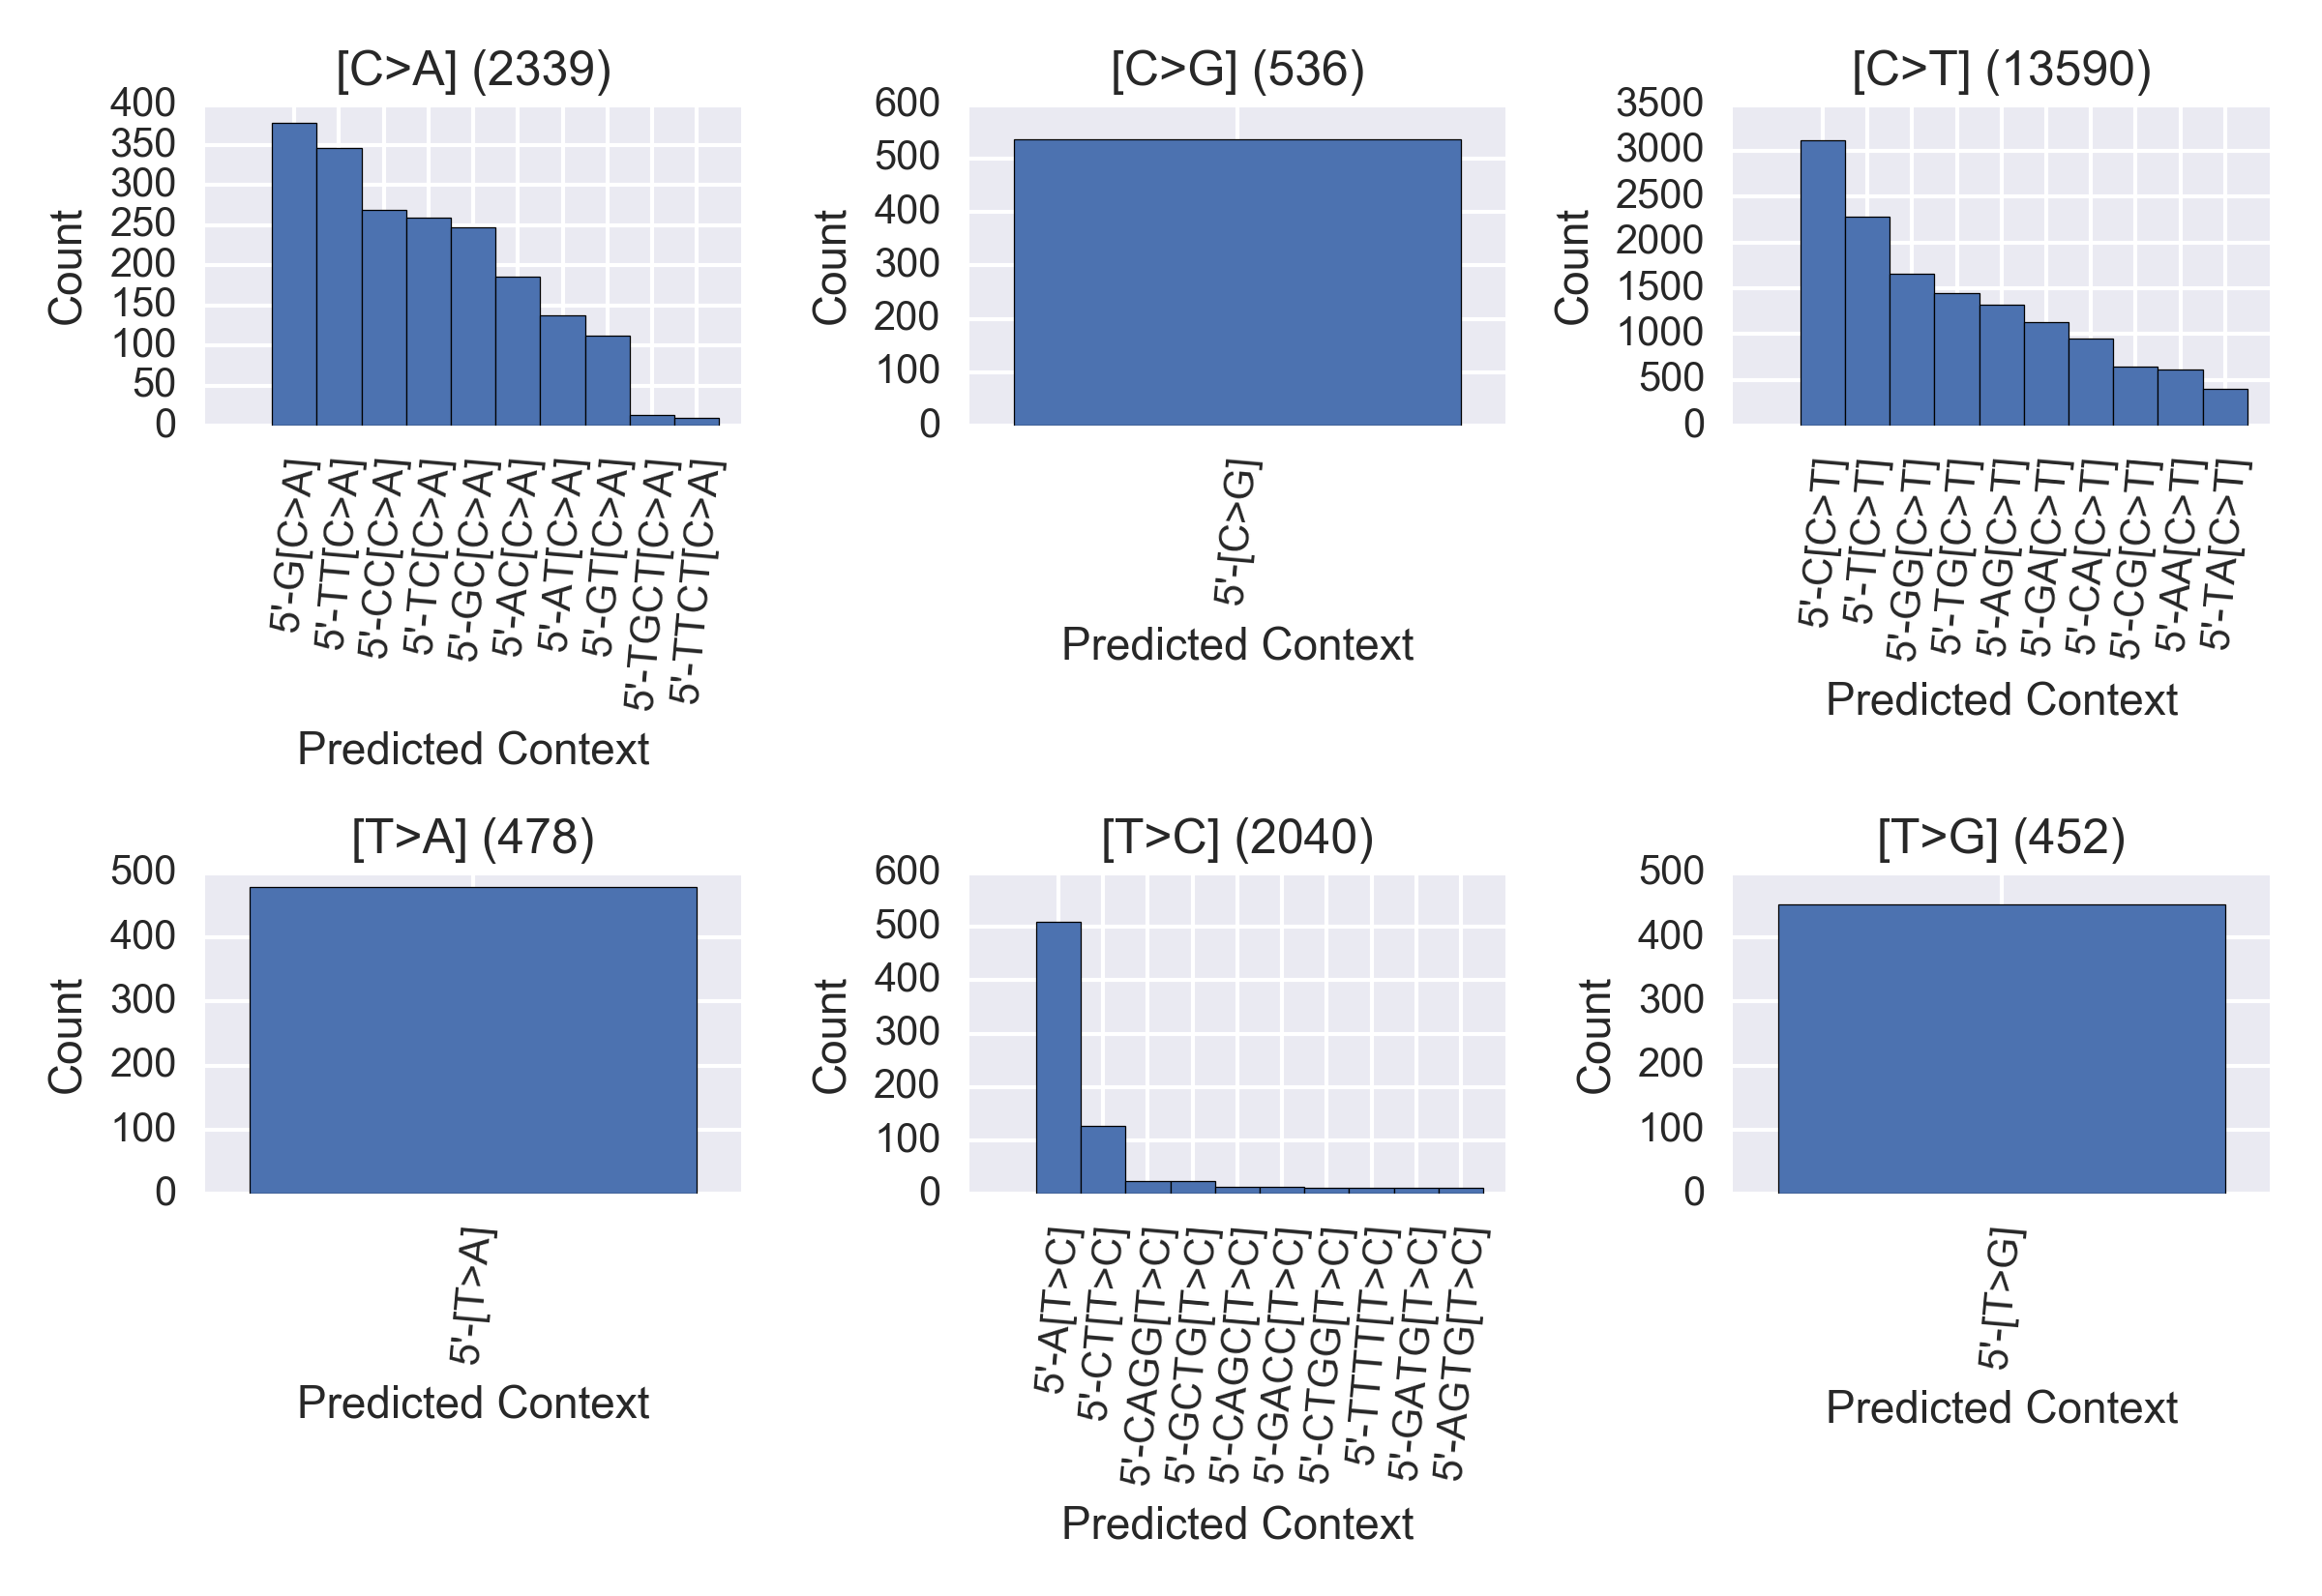 [C>A] (2339)
400
350
300
250
200
150
100
50
0
Count
5'-G[C>A]
5'-TT[C>A]
5'-CC[C>A]
5'-TC[C>A]
5'-GC[C>A]
5'-AC[C>A]
5'-AT[C>A]
5'-GT[C>A]
5'-TGCT[C>A]
5'-TTCT[C>A]
Predicted Context
[C>G] (536)
600
500
400
300
200
100
0
Count
5'-[C>G]
Predicted Context
[C>T] (13590)
3500
3000
2500
2000
1500
1000
500
0
Count
5'-C[C>T]
5'-T[C>T]
5'-GG[C>T]
5'-TG[C>T]
5'-AG[C>T]
5'-GA[C>T]
5'-CA[C>T]
5'-CG[C>T]
5'-AA[C>T]
5'-TA[C>T]
Predicted Context
[T>A] (478)
500
400
300
200
100
0
Count
5'-[T>A]
Predicted Context
[T>C] (2040)
600
500
400
300
200
100
0
Count
5'-A[T>C]
5'-CT[T>C]
5'-CAGG[T>C]
5'-GCTG[T>C]
5'-CAGC[T>C]
5'-GACC[T>C]
5'-CTGG[T>C]
5'-TTTT[T>C]
5'-GATG[T>C]
5'-AGTG[T>C]
Predicted Context
[T>G] (452)
500
400
300
200
100
0
Count
5'-[T>G]
Predicted Context